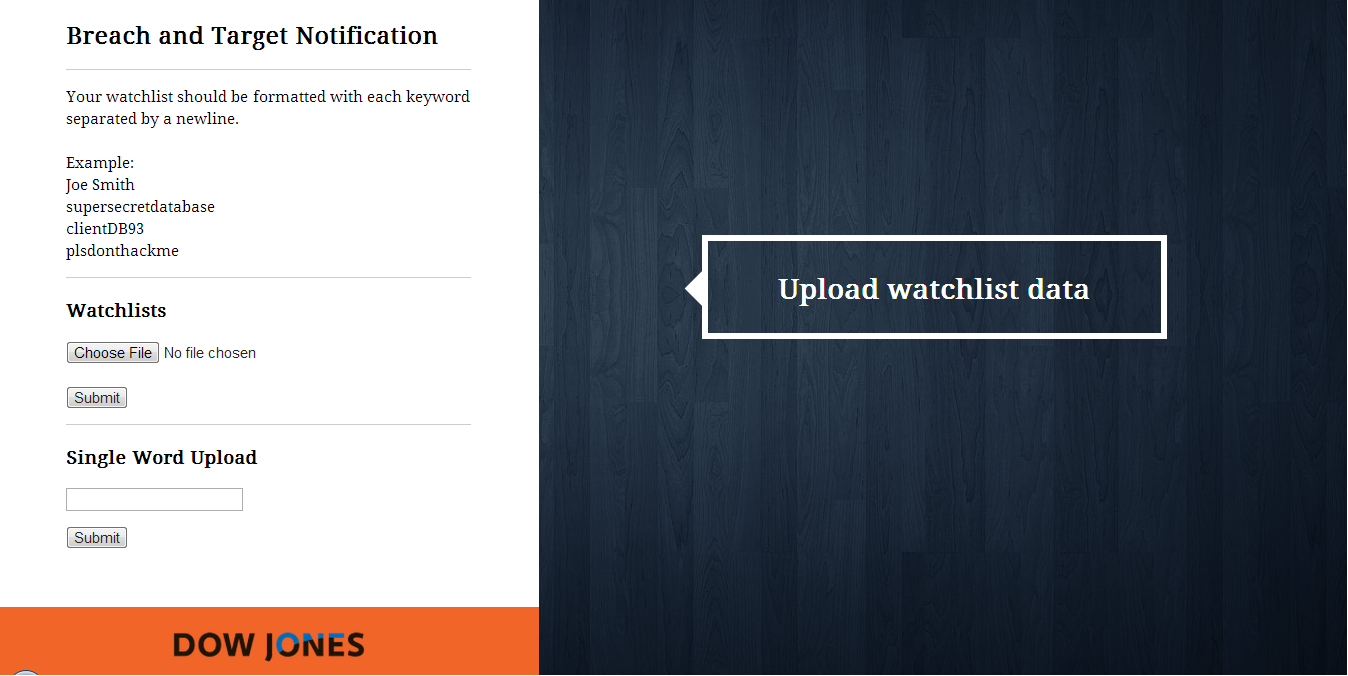 Breach and Target Notification
Your watchlist should be formatted with each keyword
separated by a newline.
Example:
Joe Smith
supersecretdatabase
clientDB93
plsdonthackme
Watchlists
Choose File No file chosen
Submit
Single Word Upload
Submit
DOW JONES
Upload watchlist data